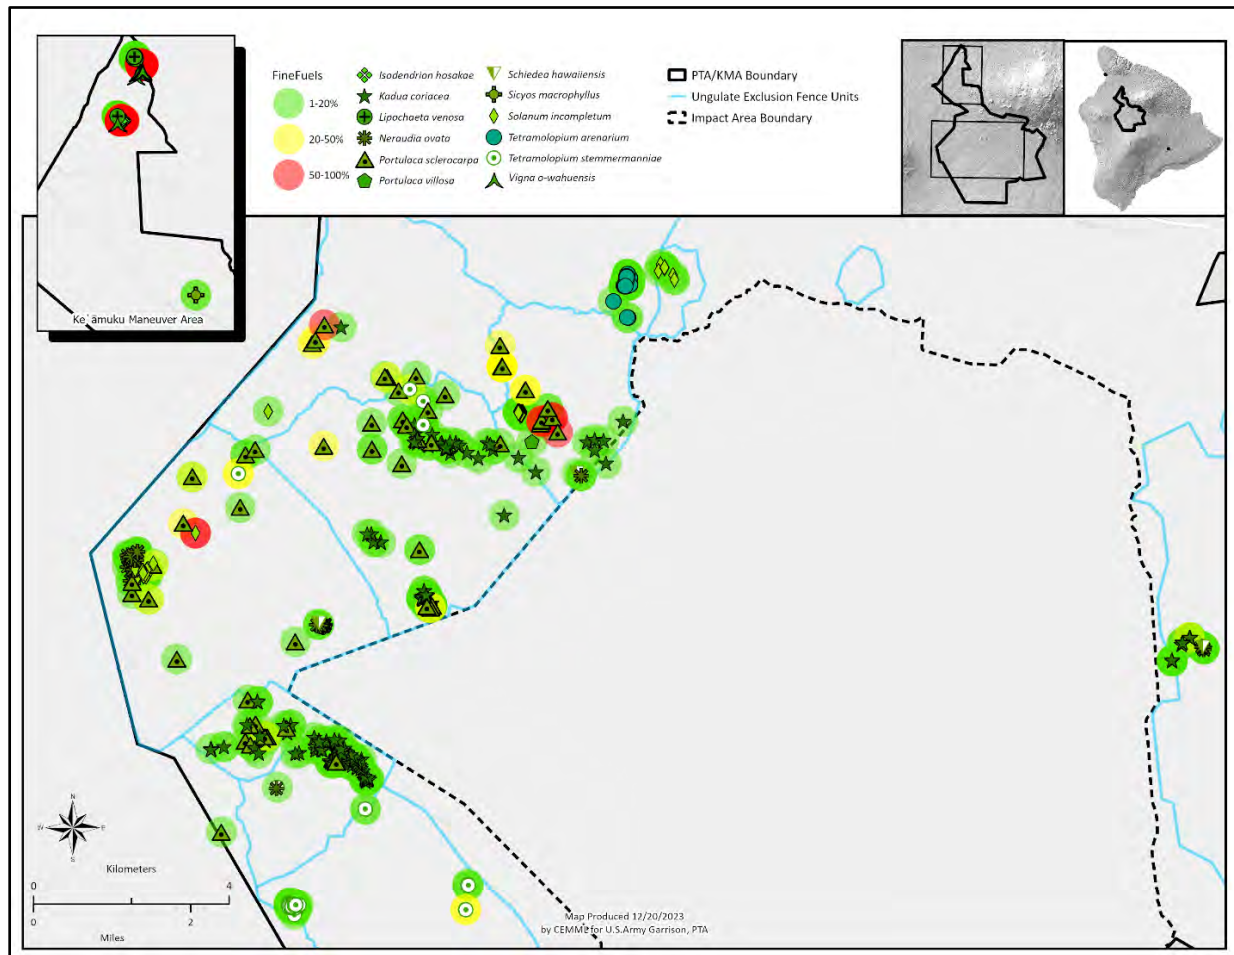 FineFuels
1-20%
20-50%
50-100%
Isodendrion hosakae
Kadua coriacea
Lipochaeta venosa
Neraudia ovata
Portulaca sclerocarpa
Portulaca villosa
Schiedea hawaiiensis
Sicyos macrophyllus
Solanum incompletum
Tetramolopium arenarium
Tetramolopium stemmermanniae
Vigna o-wahuensis
PTA/KMA Boundary
Ungulate Exclusion Fence Units
Impact Area Boundary
Ke`āmuku Maneuver Area
N
W
E
S
Kilometers
0
4
0
2
Miles
Map Produced 12/20/2023
by CEMML for U.S.Army Garrison, PTA